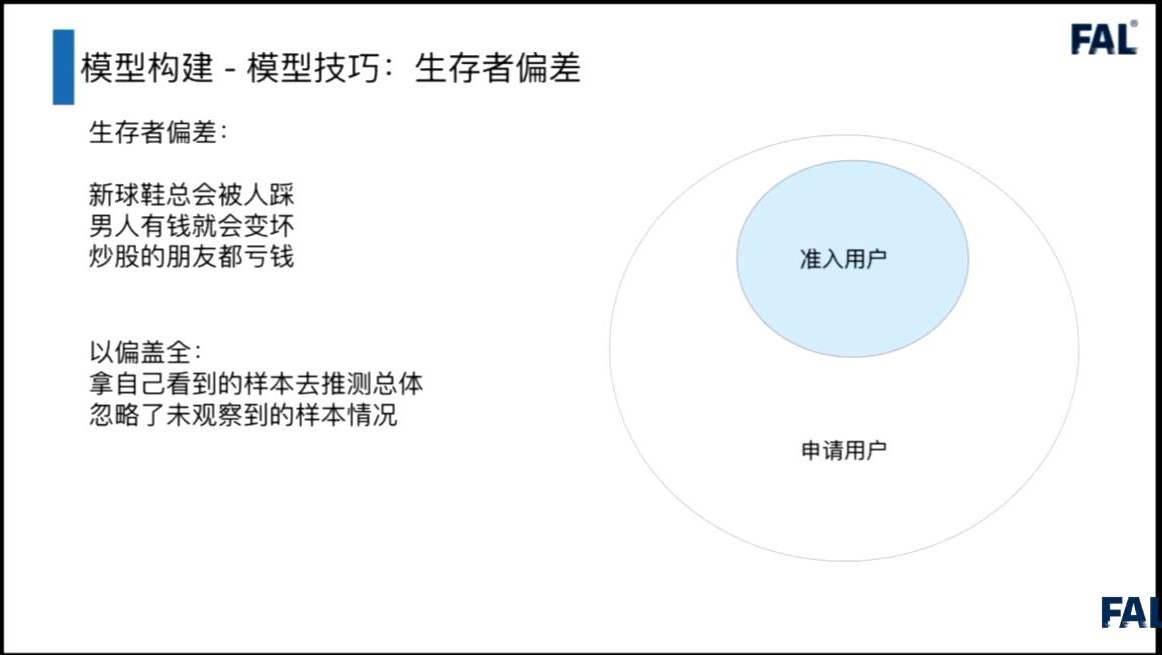 FAL®
模型构建 - 模型技巧：生存者偏差
生存者偏差：
新球鞋总会被人踩
男人有钱就会变坏
炒股的朋友都亏钱
以偏盖全：
拿自己看到的样本去推测总体
忽略了未观察到的样本情况
准入用户
申请用户
FAL